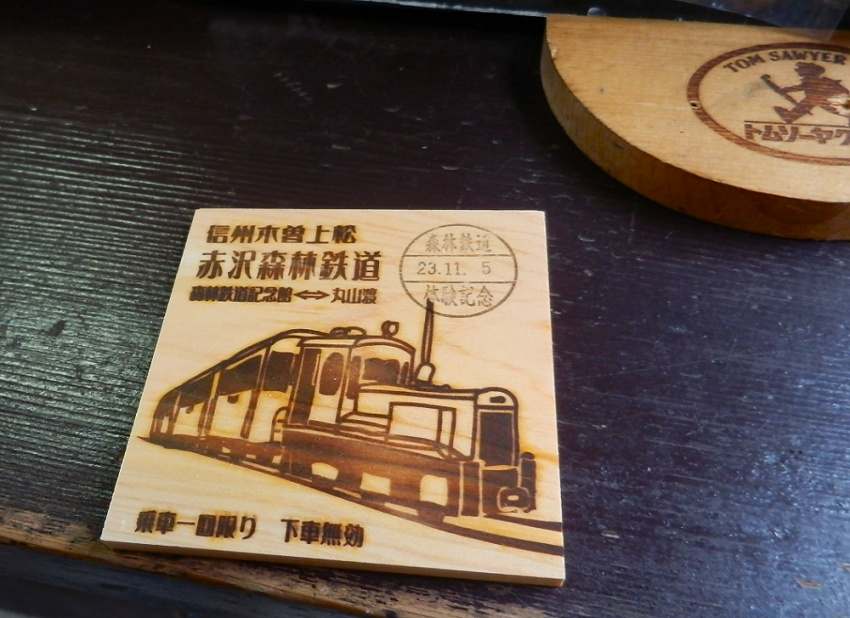 信州木曽上松
赤沢森林鉄道
森林鉄道記念館⇔丸山渡
森林鉄道
23.11. 5
体験記念
乗車一回限り 下車無効
TOM SAWYER
トムソーヤク